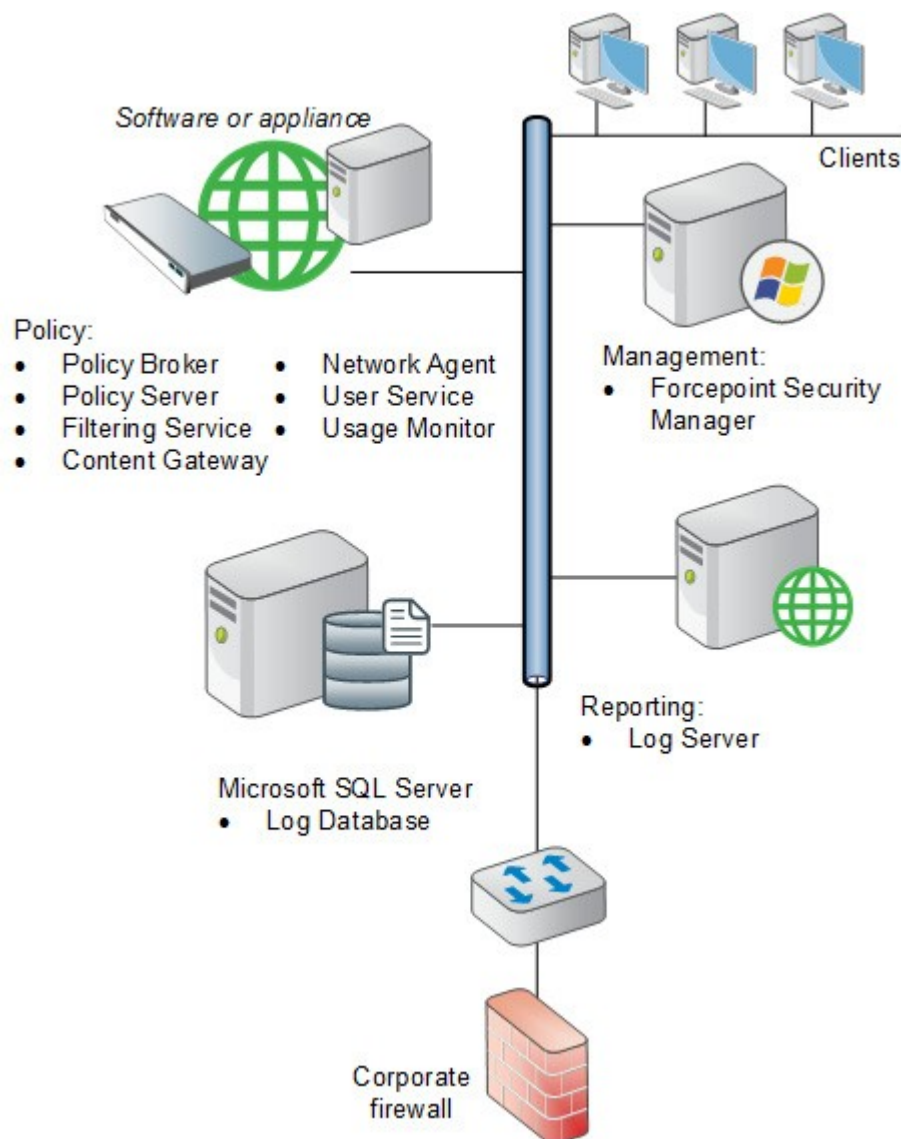 Software or appliance
Clients
Policy:
• Policy Broker
• Policy Server
• Filtering Service
• Content Gateway
• Network Agent
• User Service
• Usage Monitor
Management:
• Forcepoint Security
Manager
Microsoft SQL Server
• Log Database
Reporting:
• Log Server
Corporate
firewall